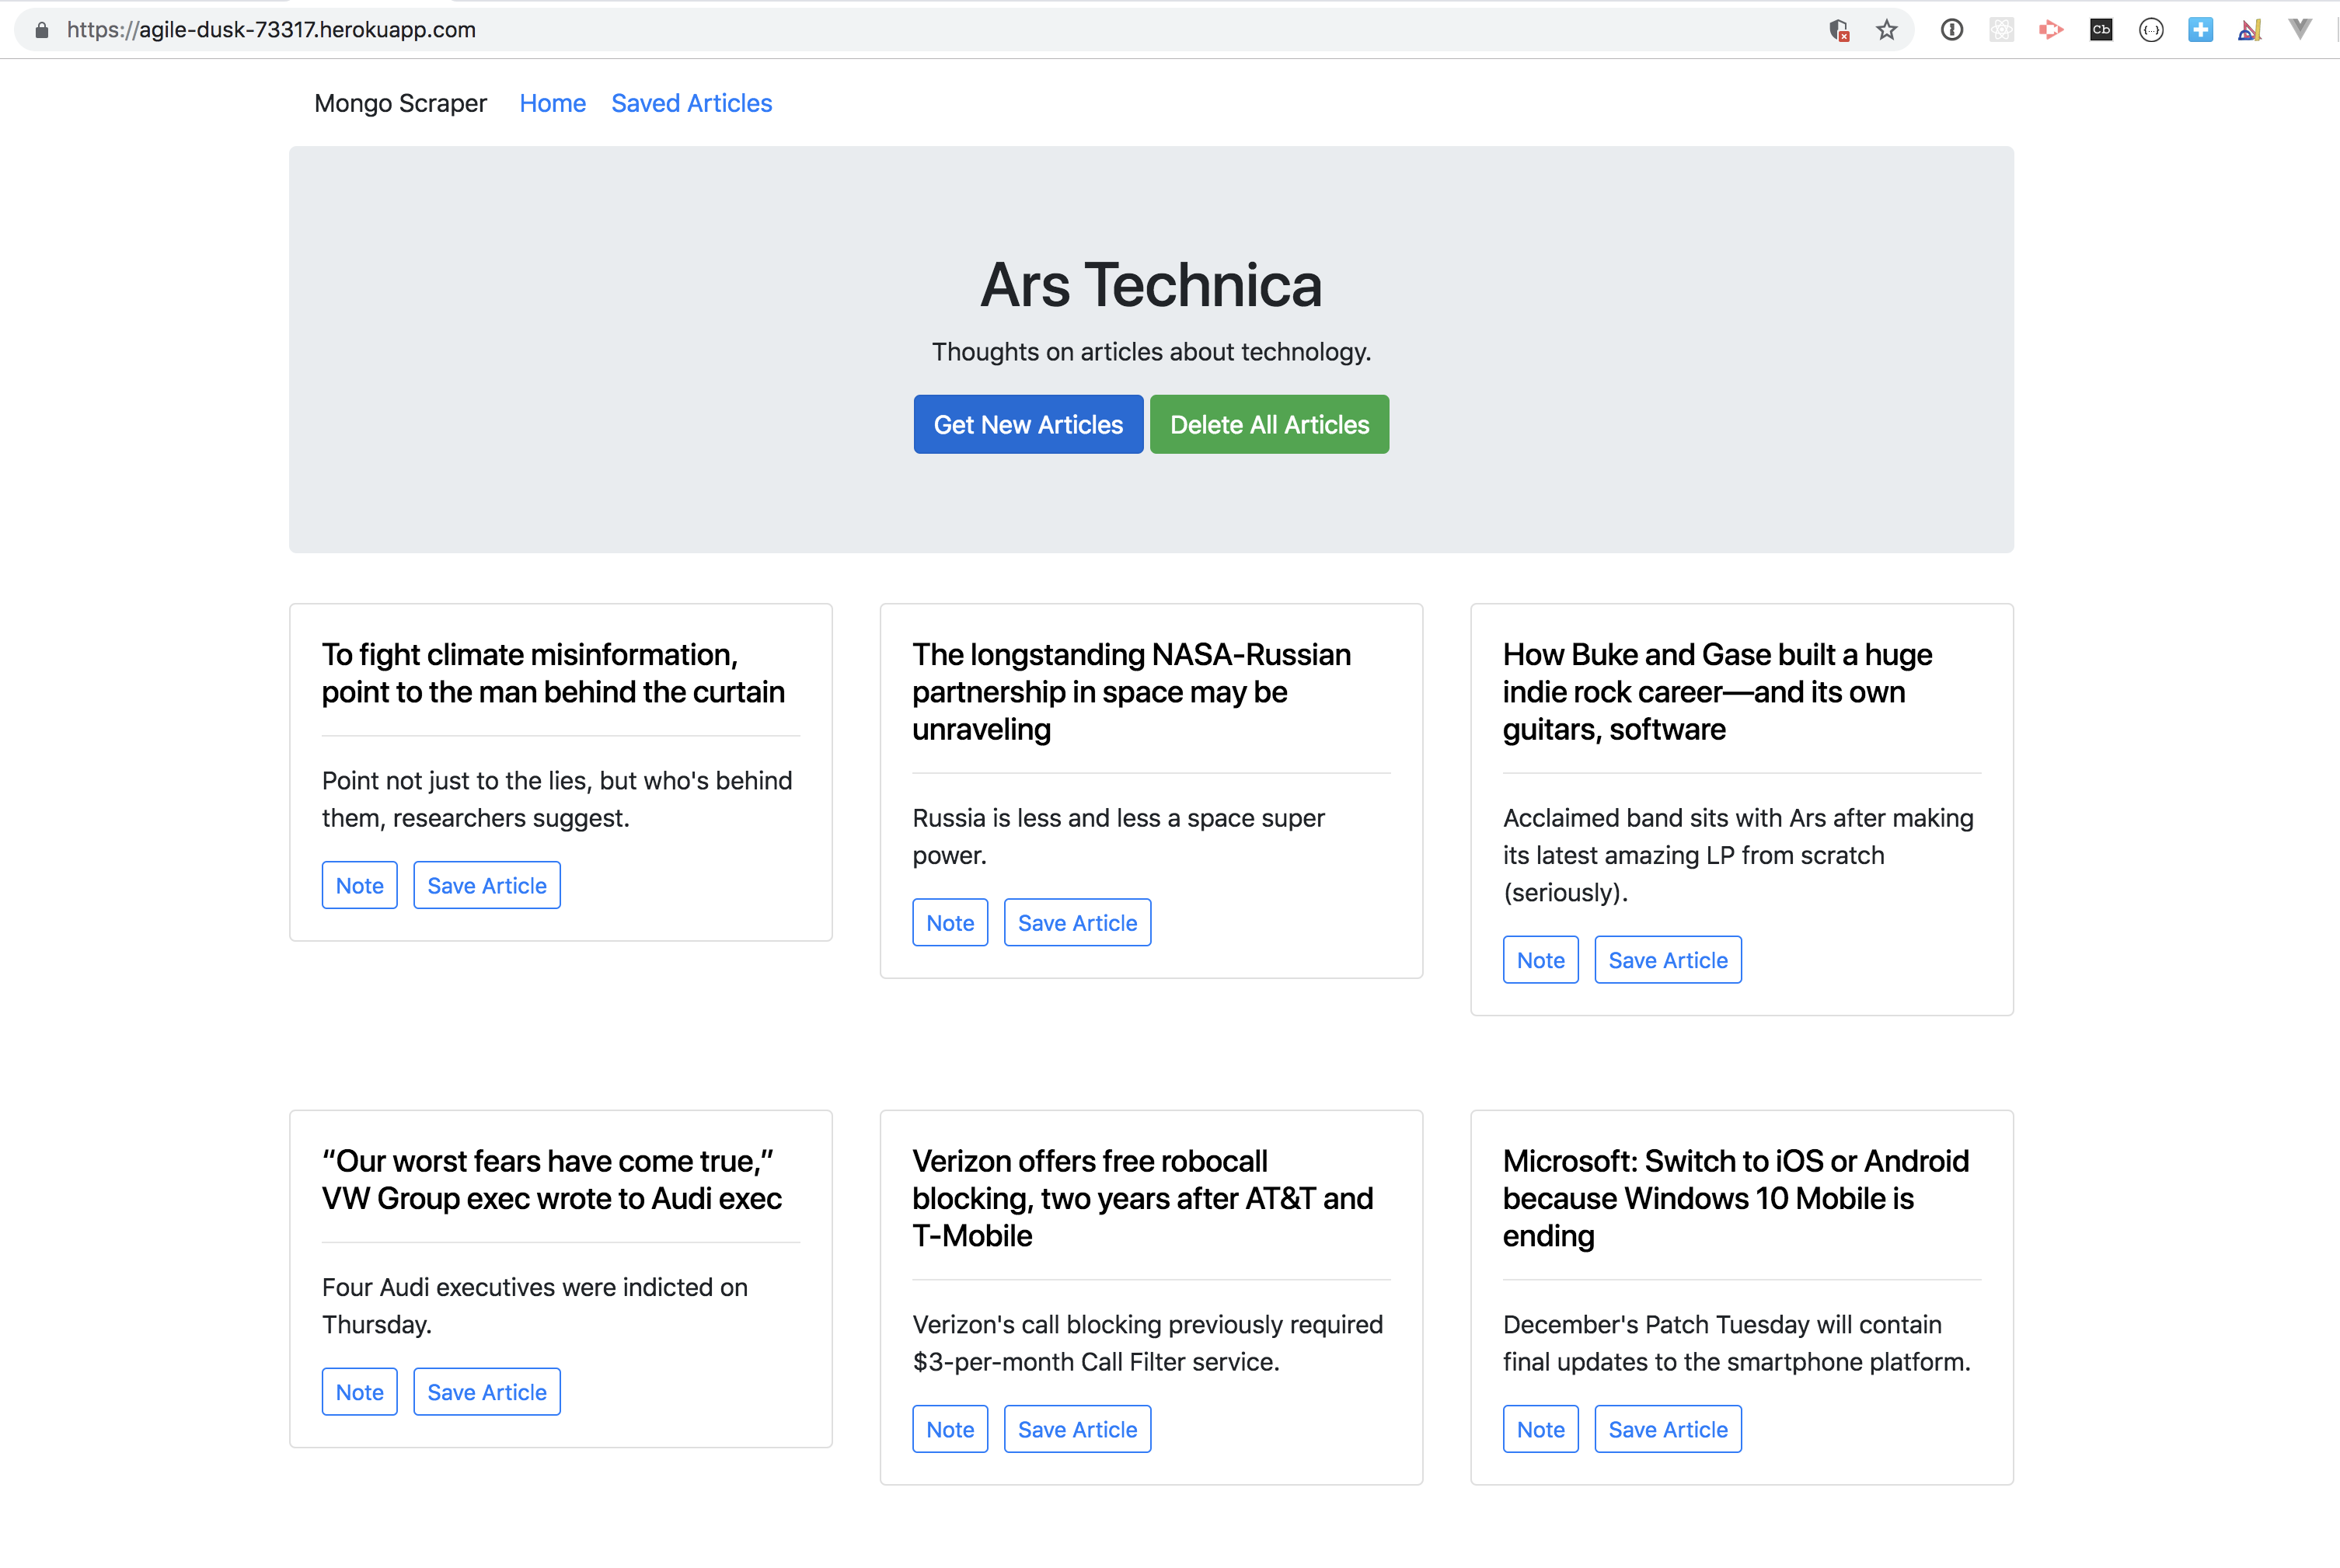 https://agile-dusk-73317.herokuapp.com
Cb
Mongo Scraper Home Saved Articles
Ars Technica
Thoughts on articles about technology.
Get New Articles Delete All Articles
To fight climate misinformation,
point to the man behind the curtain
Point not just to the lies, but who's behind
them, researchers suggest.
Note Save Article
The longstanding NASA-Russian
partnership in space may be
unraveling
Russia is less and less a space super
power.
Note Save Article
How Buke and Gase built a huge
indie rock career—and its own
guitars, software
Acclaimed band sits with Ars after making
its latest amazing LP from scratch
(seriously).
Note Save Article
“Our worst fears have come true,”
VW Group exec wrote to Audi exec
Four Audi executives were indicted on
Thursday.
Note Save Article
Verizon offers free robocall
blocking, two years after AT&T and
T-Mobile
Verizon's call blocking previously required
$3-per-month Call Filter service.
Note Save Article
Microsoft: Switch to iOS or Android
because Windows 10 Mobile is
ending
December's Patch Tuesday will contain
final updates to the smartphone platform.
Note Save Article